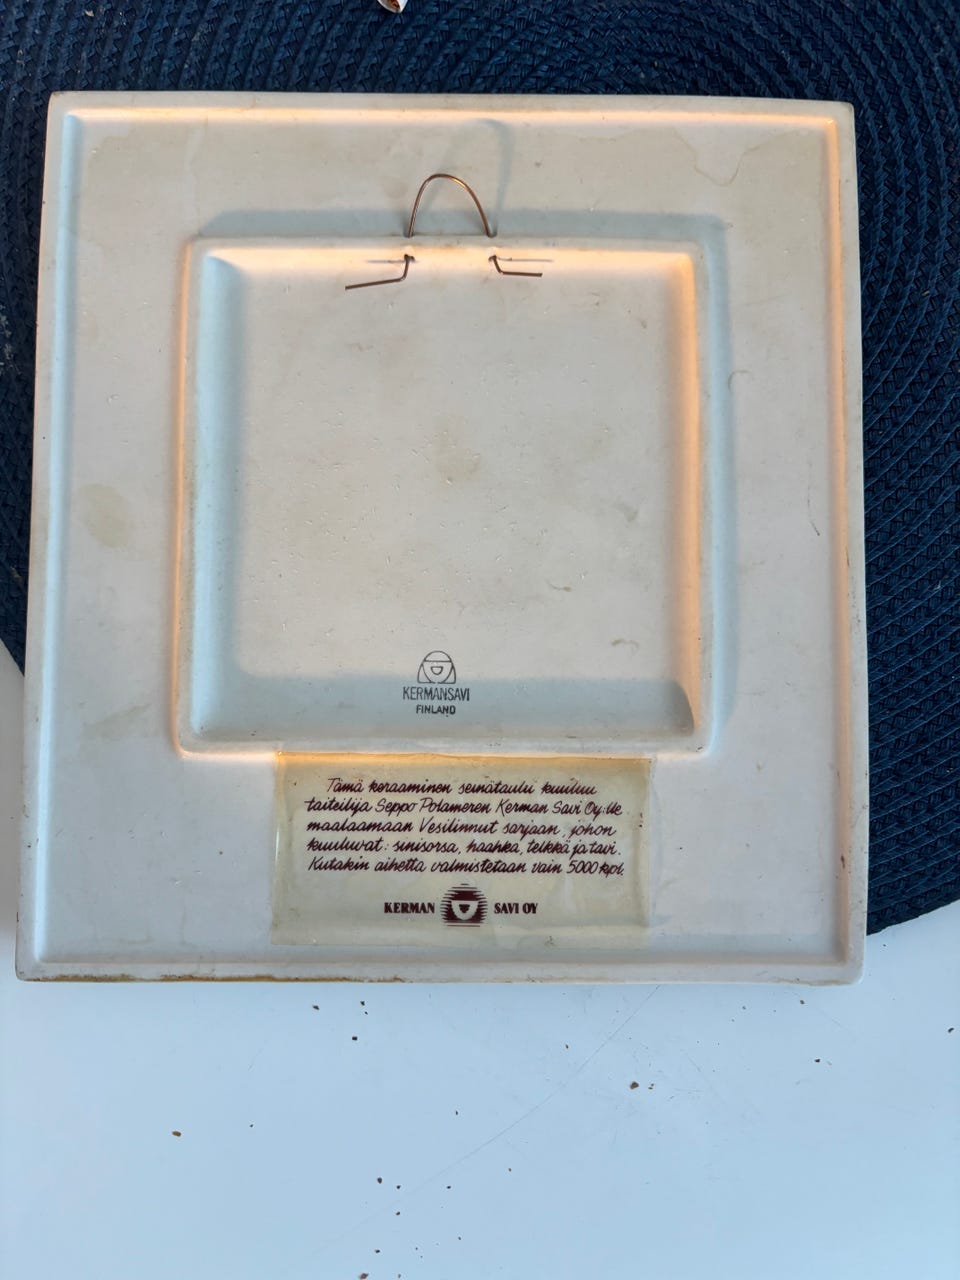 KERMANSAVI
FINLAND
Tämä keraaminen seinätaulu kuuluu
taiteilija Seppo Polameren Kerman Savi Oy:lle
maalaamaan Vesilinnut sarjaan, johon
kuuluvat: sinisorsa, haahka, telkkä ja tavi.
Kutakin aihetta valmistetaan vain 5000 kpl.
KERMAN SAVI OY